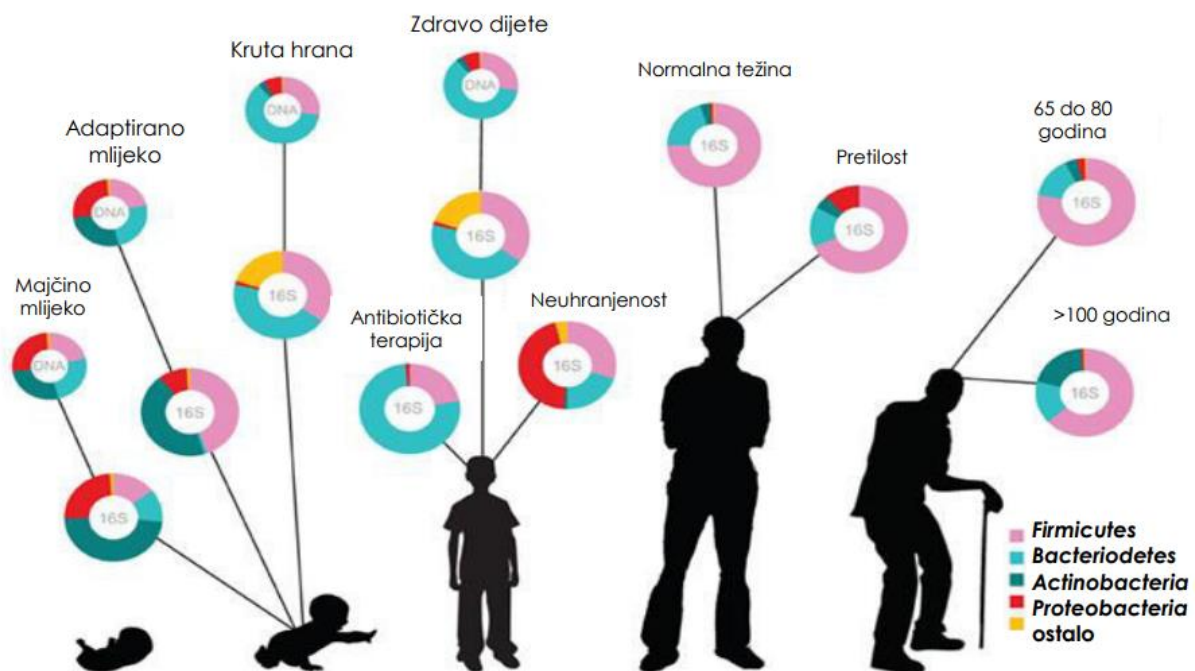 Kruta hrana
DNA
16S
Zdravo dijete
DNA
16S
Adaptirano
mlijeko
DNA
16S
Majčino
mlijeko
DNA
16S
Antibiotička
terapija
16S
Neuhranjenost
16S
Normalna težina
16S
Pretilost
16S
65 do 80
godina
16S
>100 godina
16S
Firmicutes
Bacteriodetes
Actinobacteria
Proteobacteria
ostalo